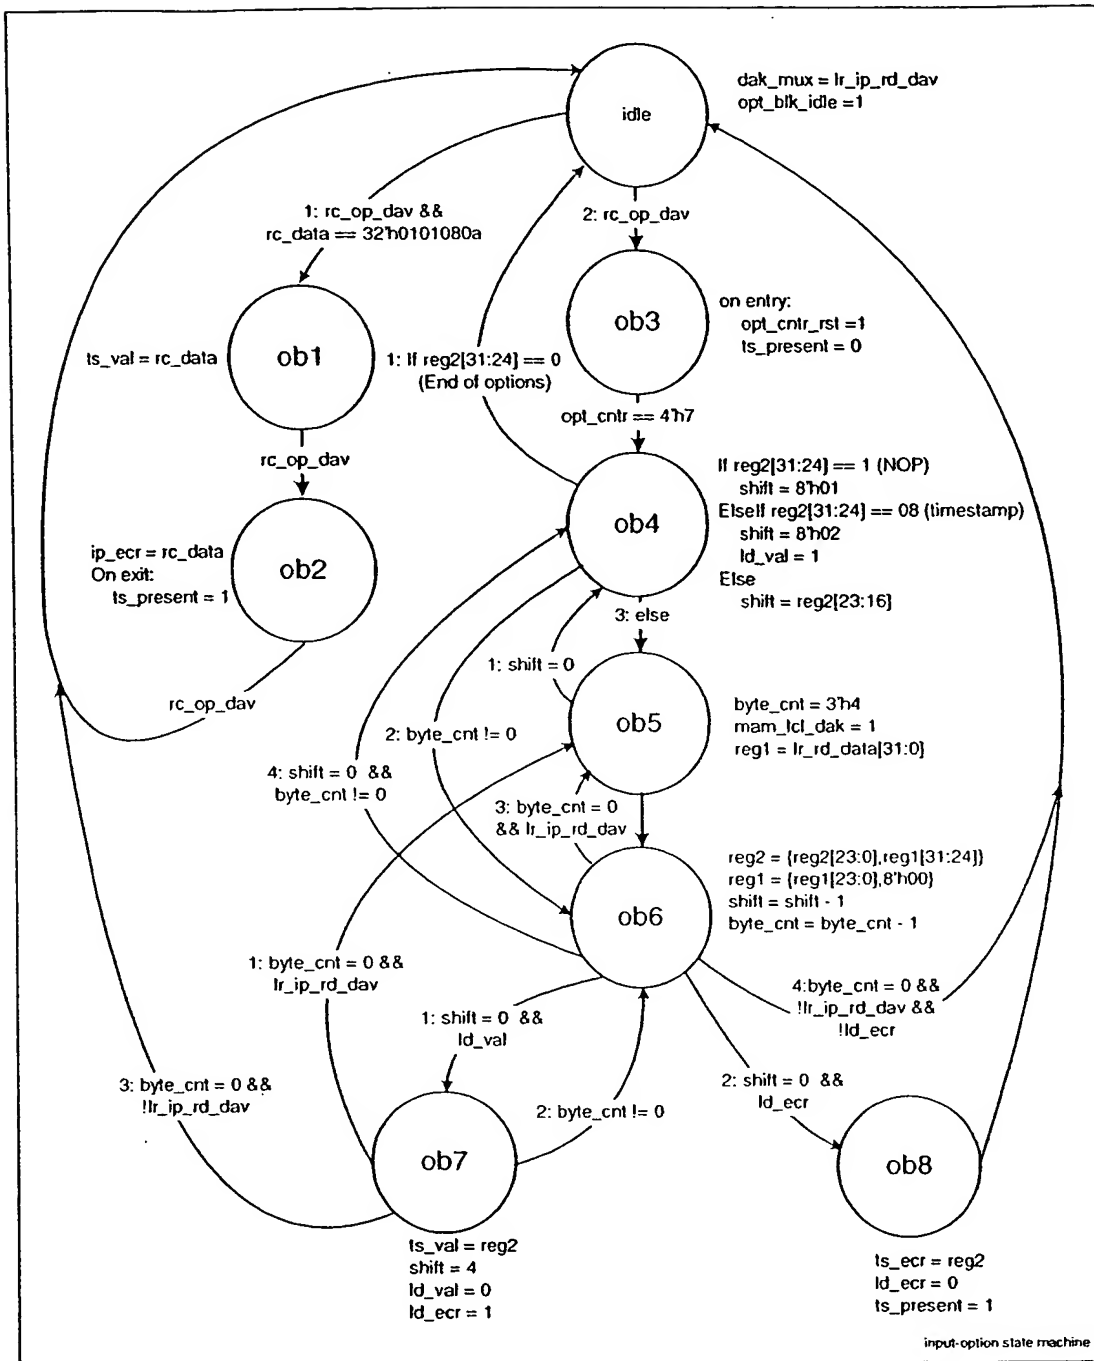 idle
dak_mux = lr_ip_rd_dav
opt_blk_idle =1
1: rc_op_dav &&
rc_data == 32'h0101080a
2: rc_op_dav
ob1
ts_val = rc_data
ob3
on entry:
opt_cntr_rst =1
ts_present = 0
1: If reg2[31:24] == 0
(End of options)
opt_cntr == 4'h7
rc_op_dav
ob4
If reg2[31:24] == 1 (NOP)
shift = 8'h01
ElseIf reg2[31:24] == 08 (timestamp)
shift = 8'h02
ld_val = 1
Else
shift = reg2[23:16]
ob2
ip_ecr = rc_data
On exit:
ts_present = 1
3: else
1: shift = 0
rc_op_dav
ob5
byte_cnt = 3'h4
mam_lcl_dak = 1
reg1 = lr_rd_data[31:0]
2: byte_cnt != 0
4: shift = 0 &&
byte_cnt != 0
3: byte_cnt = 0
&& lr_ip_rd_dav
ob6
reg2 = {reg2[23:0],reg1[31:24]}
reg1 = {reg1[23:0],8'h00}
shift = shift - 1
byte_cnt = byte_cnt - 1
1: byte_cnt = 0 &&
lr_ip_rd_dav
4:byte_cnt = 0 &&
!lr_ip_rd_dav &&
!ld_ecr
1: shift = 0 &&
ld_val
2: shift = 0 &&
ld_ecr
3: byte_cnt = 0 &&
!lr_ip_rd_dav
2: byte_cnt != 0
ob7
ts_val = reg2
shift = 4
ld_val = 0
ld_ecr = 1
ob8
ts_ecr = reg2
ld_ecr = 0
ts_present = 1
input-option state machine